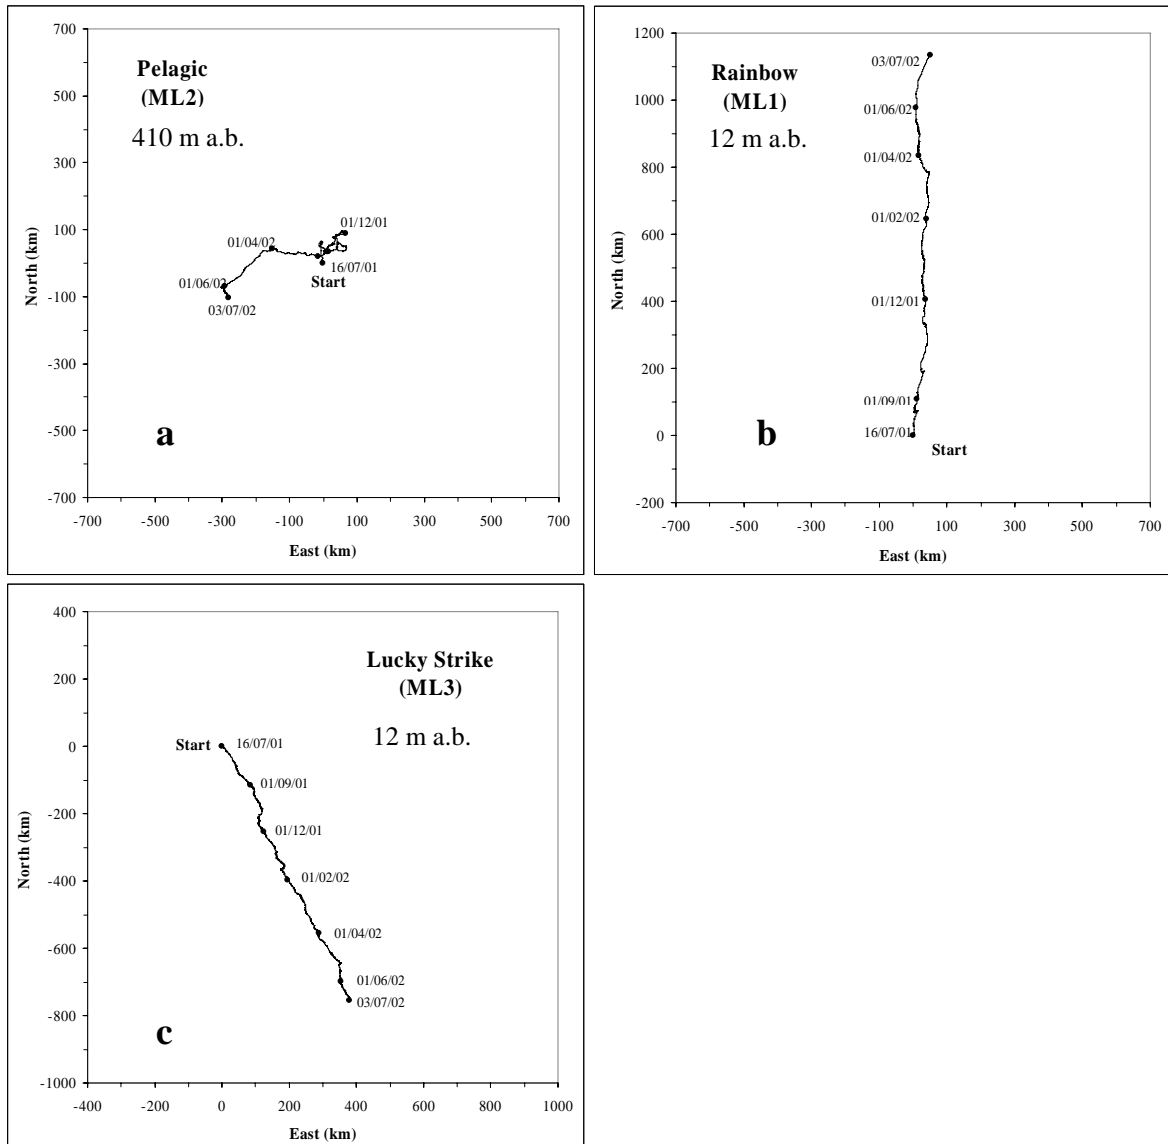 700
500
300
100
-100
-300
-500
-700
North (km)
Pelagic
(ML2)
410 m a.b.
01/12/01
01/04/02
16/07/01
Start
01/06/02
03/07/02
a
-700 -500 -300 -100 100 300 500 700
East (km)
1200
1000
800
600
400
200
0
-200
North (km)
Rainbow
(ML1)
12 m a.b.
03/07/02
01/06/02
01/04/02
01/02/02
01/12/01
01/09/01
16/07/01
Start
b
-700 -500 -300 -100 100 300 500 700
East (km)
400
200
0
-200
-400
-600
-800
-1000
North (km)
Lucky Strike
(ML3)
12 m a.b.
Start 16/07/01
01/09/01
01/12/01
01/02/02
01/04/02
01/06/02
03/07/02
c
-400 -200 0 200 400 600 800 1000
East (km)